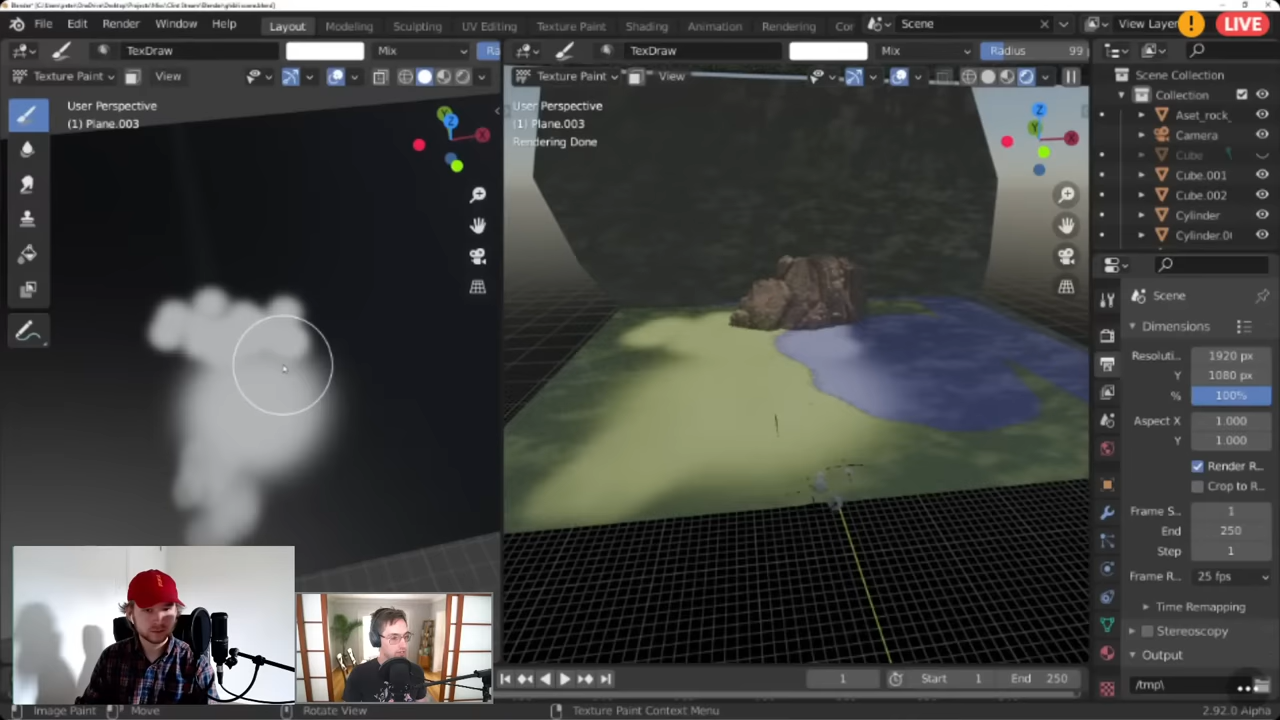 File Edit Render Window Help Layout Modeling Sculpting UV Editing Texture Paint Shading Animation Rendering Scene View Layer LIVE
TexDraw Mix TexDraw Mix Radius 99
Texture Paint View Texture Paint View
User Perspective
(1) Plane.003
User Perspective
(1) Plane.003
Rendering Done
Scene Collection
Collection
Aset_rock_
Camera
Cube
Cube.001
Cube.002
Cylinder
Cylinder.0
Scene
Dimensions
Resoluti.. 1920 px
Y 1080 px
% 100%
Aspect X 1.000
Y 1.000
Render R...
Crop to R...
Frame S... 1
End 250
Step 1
Frame R... 25 fps
Time Remapping
Stereoscopy
Output
/tmp\
1 Start 1 End 250
Image Paint Move Rotate View Texture Paint Context Menu 2.92.0 Alpha